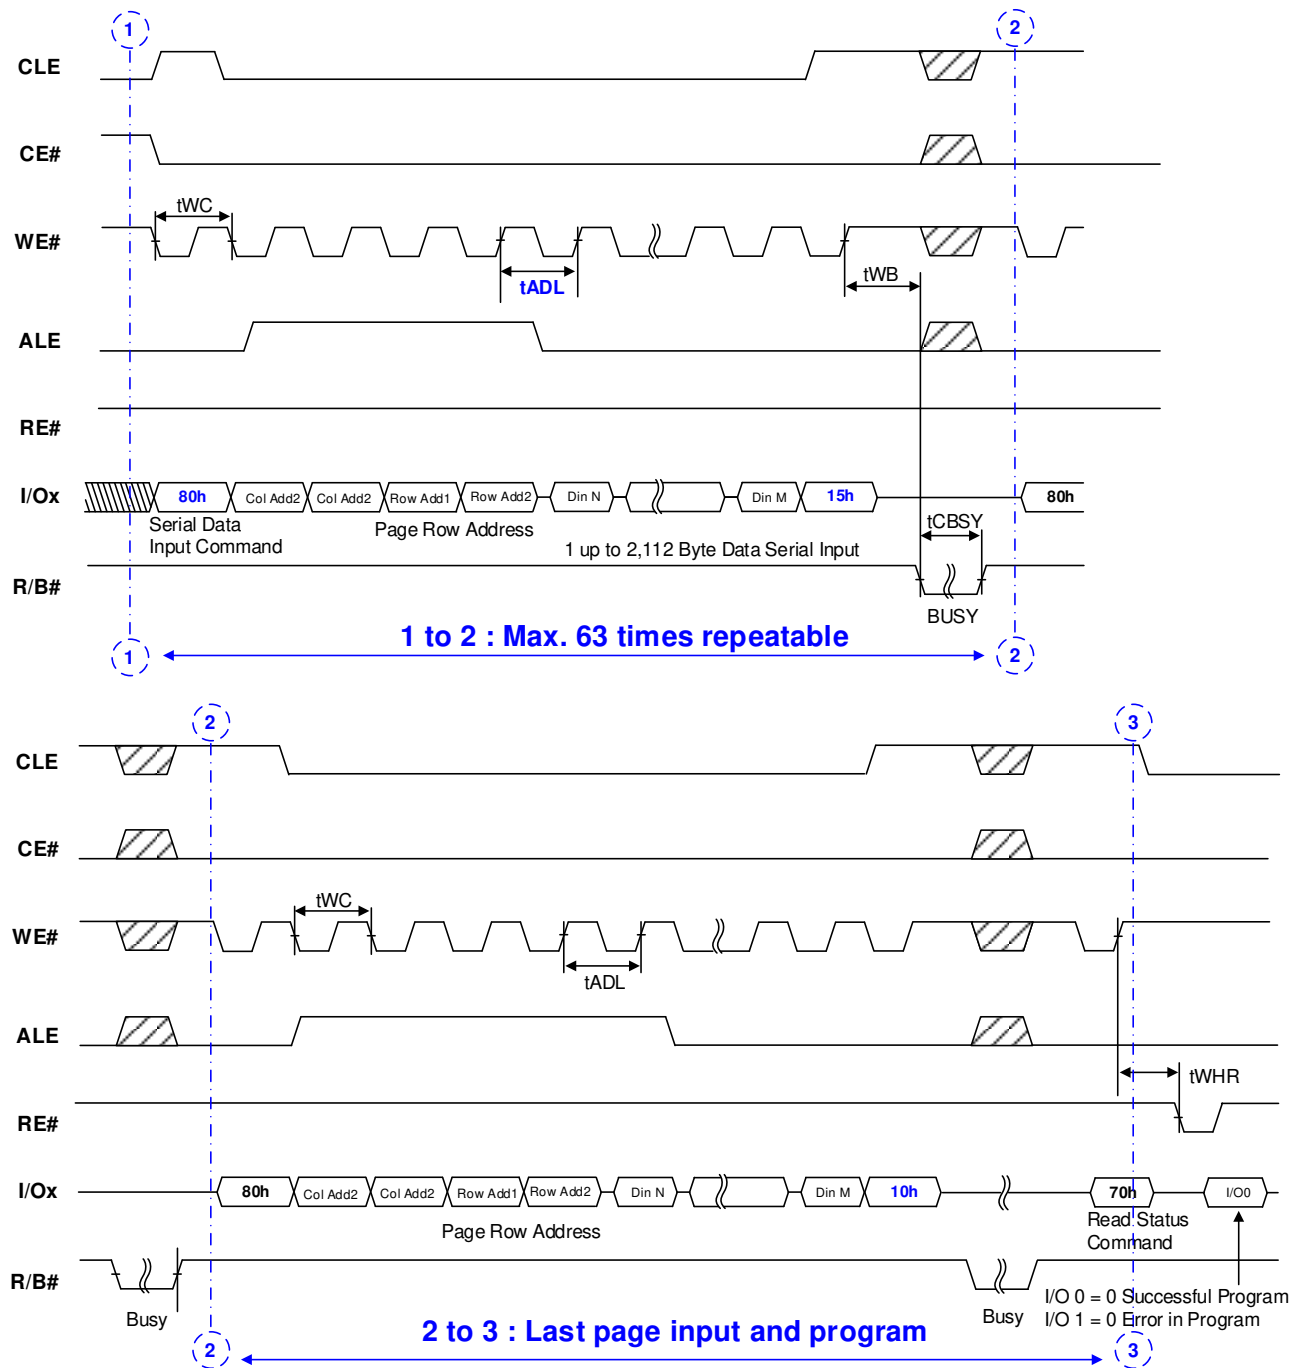 1
2
CLE
CE#
tWC
WE#
tADL
tWB
ALE
RE#
I/Ox
80h
Col Add2
Col Add2
Row Add1
Row Add2
Din N
Din M
15h
80h
Serial Data
Input Command
Page Row Address
tCBSY
1 up to 2,112 Byte Data Serial Input
R/B#
BUSY
1 to 2 : Max. 63 times repeatable
1
2
2
3
CLE
CE#
tWC
WE#
tADL
ALE
tWHR
RE#
I/Ox
80h
Col Add2
Col Add2
Row Add1
Row Add2
Din N
Din M
10h
70h
I/O0
Page Row Address
Read Status
Command
R/B#
Busy
Busy
I/O 0 = 0 Successful Program
I/O 1 = 0 Error in Program
2 to 3 : Last page input and program
2
3